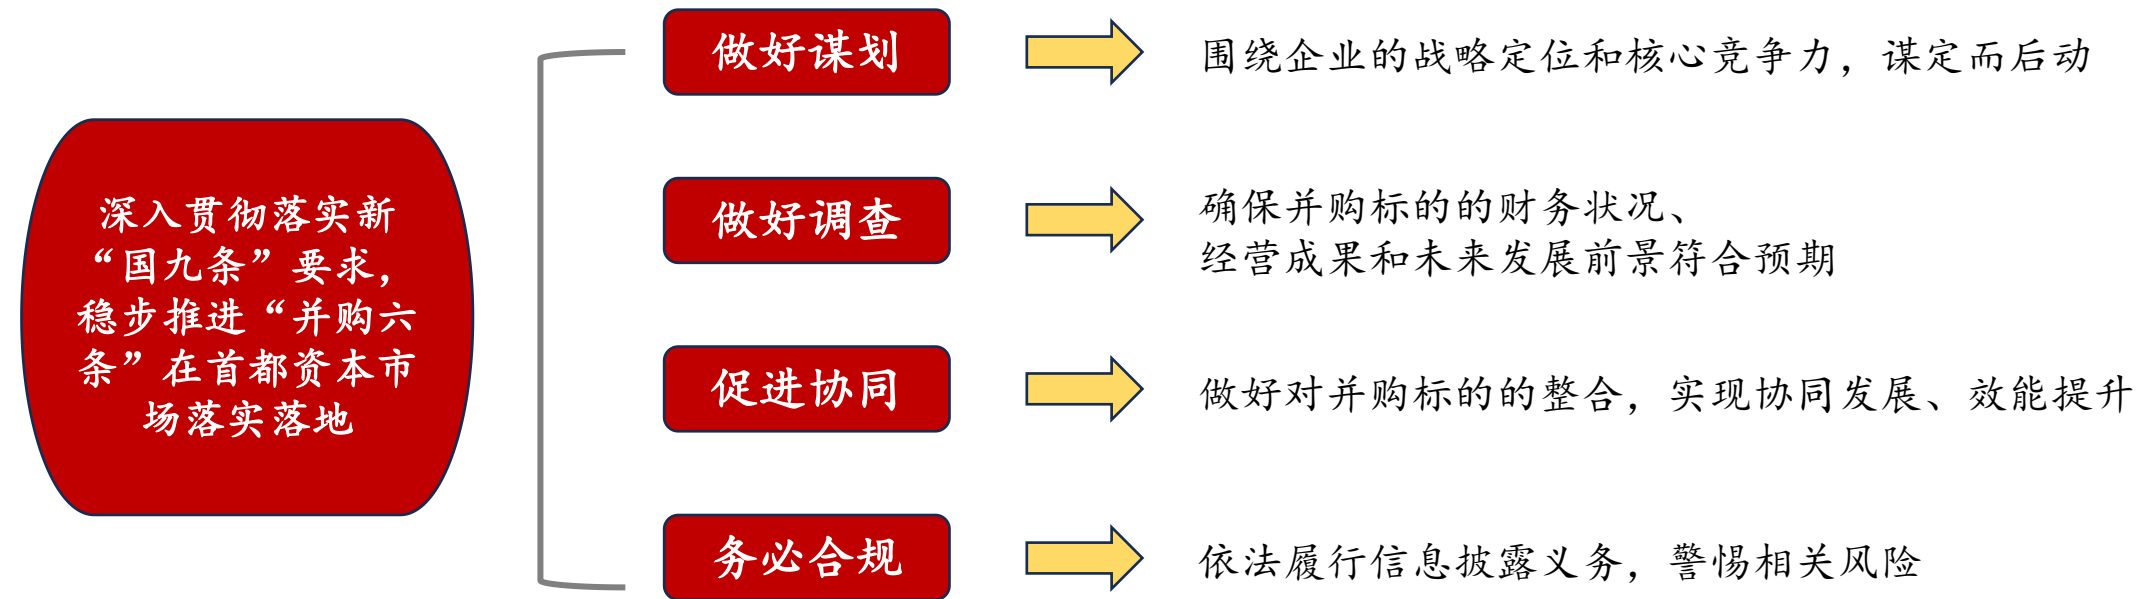 深入贯彻落实新
“国九条”要求，
稳步推进“并购六
条”在首都资本市
场落实落地
做好谋划
围绕企业的战略定位和核心竞争力，谋定而后动
做好调查
确保并购标的的财务状况、
经营成果和未来发展前景符合预期
促进协同
做好对并购标的的整合，实现协同发展、效能提升
务必合规
依法履行信息披露义务，警惕相关风险